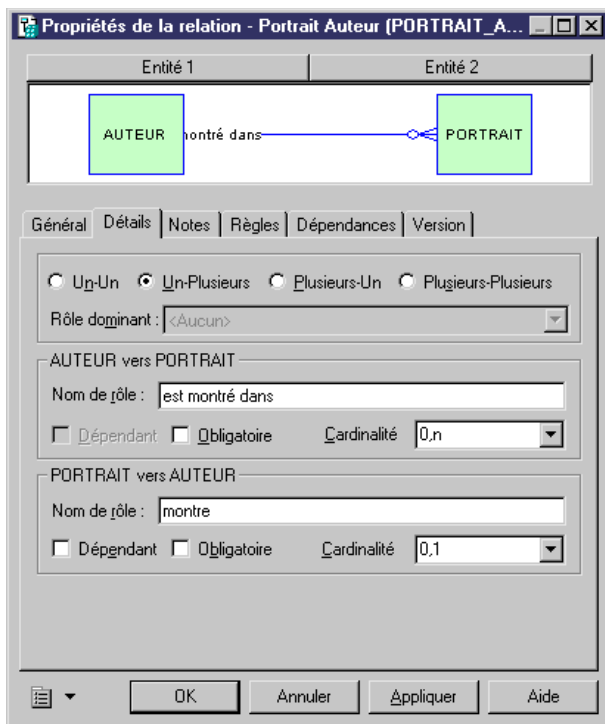 Propriétés de la relation - Portrait Auteur (PORTRAIT_A...
Entité 1 Entité 2
AUTEUR montré dans PORTRAIT
Général Détails Notes Règles Dépendances Version
Un-Un Un-Plusieurs Plusieurs-Un Plusieurs-Plusieurs
Rôle dominant : <Aucun>
AUTEUR vers PORTRAIT
Nom de rôle : est montré dans
Dépendant Obligatoire Cardinalité 0,n
PORTRAIT vers AUTEUR
Nom de rôle : montre
Dépendant Obligatoire Cardinalité 0,1
OK Annuler Appliquer Aide